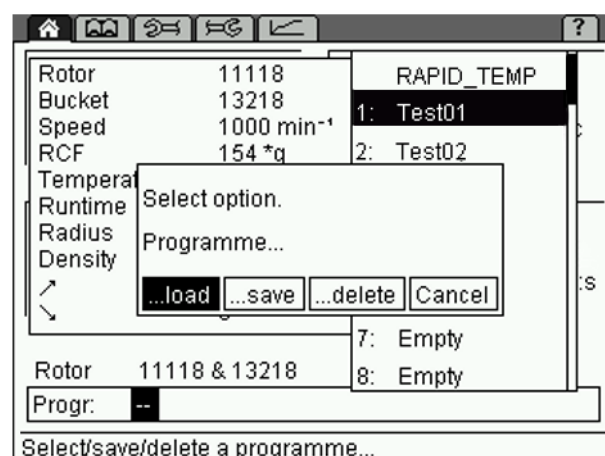 ?
Rotor 11118
Bucket 13218
Speed 1000 min⁻¹
RCF 154 *g
Runtime
Radius
Density
RAPID_TEMP
1: Test01
2: Test02
7: Empty
8: Empty
Select option.
Programme...
...load ...save ...delete Cancel
Rotor 11118 & 13218
Progr: --
Select/save/delete a programme...